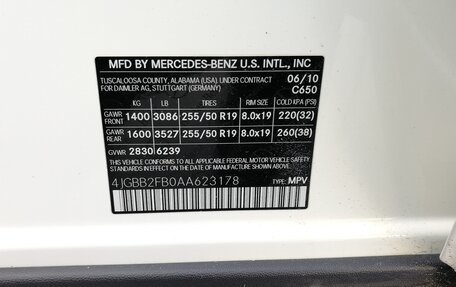 MFD BY MERCEDES-BENZ U.S. INTL., INC
TUSCALOOSA COUNTY, ALABAMA (USA). UNDER CONTRACT 06/10
FOR DAIMLER AG, STUTTGART (GERMANY) C650
KG LB TIRES RIM SIZE COLD KPA (PSI)
GAWR FRONT 1400 3086 255/50 R19 8.0x19 220(32)
GAWR REAR 1600 3527 255/50 R19 8.0x19 260(38)
GVWR 2830 6239
THIS VEHICLE CONFORMS TO ALL APPLICABLE FEDERAL MOTOR VEHICLE
SAFETY STANDARDS IN EFFECT ON THE DATE OF MANUFACTURE SHOWN ABOVE.
4JGBB2FB0AA623178 TYPE: MPV